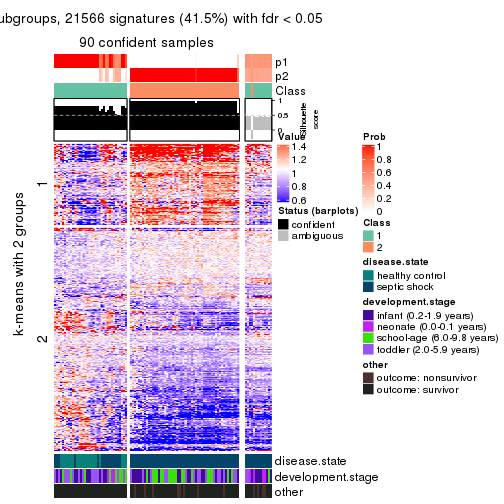 ubgroups, 21566 signatures (41.5%) with fdr < 0.05
90 confident samples
p1
p2
Class
1
0.5
0
Silhouette
score
k-means with 2 groups
1
2
Value
1.4
1.2
1
0.8
0.6
Status (barplots)
confident
ambiguous
Prob
1
0.8
0.6
0.4
0.2
0
Class
1
2
disease.state
healthy control
septic shock
development.stage
infant (0.2-1.9 years)
neonate (0.0-0.1 years)
school-age (6.0-9.8 years)
toddler (2.0-5.9 years)
other
outcome: nonsurvivor
outcome: survivor
disease.state
development.stage
other